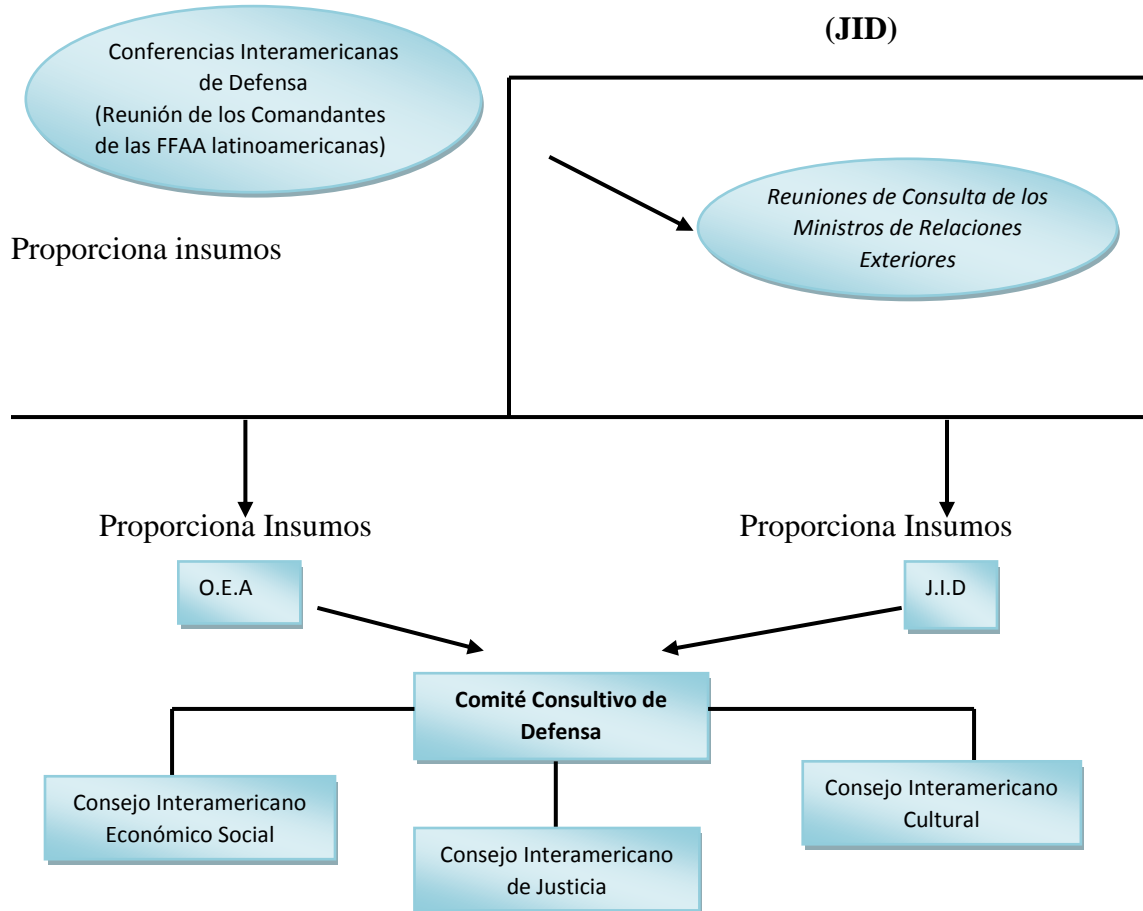 (JID)
Conferencias Interamericanas
de Defensa
(Reunión de los Comandantes
de las FFAA latinoamericanas)
Reuniones de Consulta de los
Ministros de Relaciones
Exteriores
Proporciona insumos
Proporciona Insumos
Proporciona Insumos
O.E.A
J.I.D
Comité Consultivo de
Defensa
Consejo Interamericano
Económico Social
Consejo Interamericano
de Justicia
Consejo Interamericano
Cultural